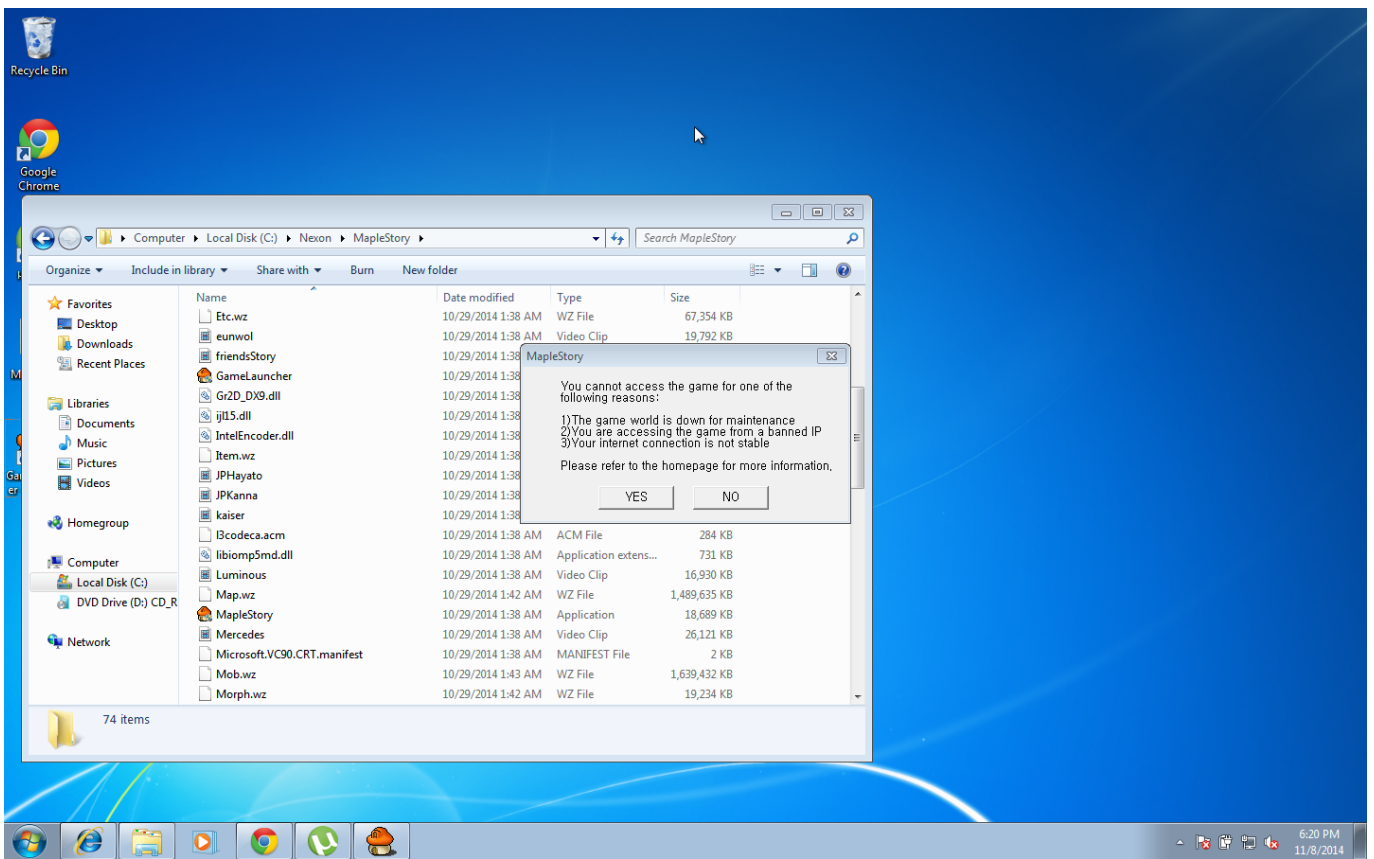 Recycle Bin
Google
Chrome
Computer Local Disk (C:) Nexon MapleStory
Search MapleStory
Organize Include in library Share with Burn New folder
Favorites
Desktop
Downloads
Recent Places
Libraries
Documents
Music
Pictures
Videos
Homegroup
Computer
Local Disk (C:)
DVD Drive (D:) CD_R
Network
Name Date modified Type Size
Etc.wz 10/29/2014 1:38 AM WZ File 67,354 KB
eunwol 10/29/2014 1:38 AM Video Clip 19,792 KB
friendsStory 10/29/2014 1:38
GameLauncher 10/29/2014 1:38
Gr2D_DX9.dll 10/29/2014 1:38
ijl15.dll 10/29/2014 1:38
IntelEncoder.dll 10/29/2014 1:38
Item.wz 10/29/2014 1:38
JPHayato 10/29/2014 1:38
JPKanna 10/29/2014 1:38
kaiser 10/29/2014 1:38
l3codeca.acm 10/29/2014 1:38 AM ACM File 284 KB
libiomp5md.dll 10/29/2014 1:38 AM Application extens... 731 KB
Luminous 10/29/2014 1:38 AM Video Clip 16,930 KB
Map.wz 10/29/2014 1:42 AM WZ File 1,489,635 KB
MapleStory 10/29/2014 1:38 AM Application 18,689 KB
Mercedes 10/29/2014 1:38 AM Video Clip 26,121 KB
Microsoft.VC90.CRT.manifest 10/29/2014 1:38 AM MANIFEST File 2 KB
Mob.wz 10/29/2014 1:43 AM WZ File 1,639,432 KB
Morph.wz 10/29/2014 1:42 AM WZ File 19,234 KB
74 items
MapleStory
You cannot access the game for one of the
following reasons:
1)The game world is down for maintenance
2)You are accessing the game from a banned IP
3)Your internet connection is not stable
Please refer to the homepage for more information.
YES NO
6:20 PM
11/8/2014